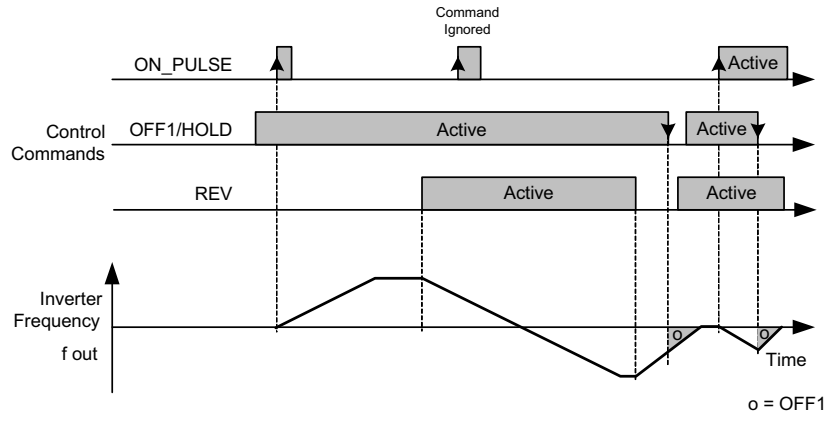 Command
Ignored
ON_PULSE
Active
Control
Commands
OFF1/HOLD
Active
Active
REV
Active
Active
Inverter
Frequency
f out
o
o
Time
o = OFF1